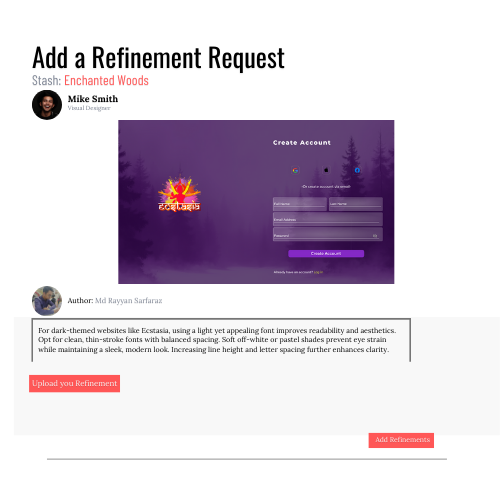 Add a Refinement Request
Stash: Enchanted Woods
Mike Smith
Visual Designer
Create Account
Or create account via email
First Name
Last Name
Email Address
Password
Create Account
Already have an account? Log in
ECSTASIA
Author: Md Rayyan Sarfaraz
For dark-themed websites like Ecstasia, using a light yet appealing font improves readability and aesthetics.
Opt for clean, thin-stroke fonts with balanced spacing. Soft off-white or pastel shades prevent eye strain
while maintaining a sleek, modern look. Increasing line height and letter spacing further enhances clarity.
Upload you Refinement
Add Refinements